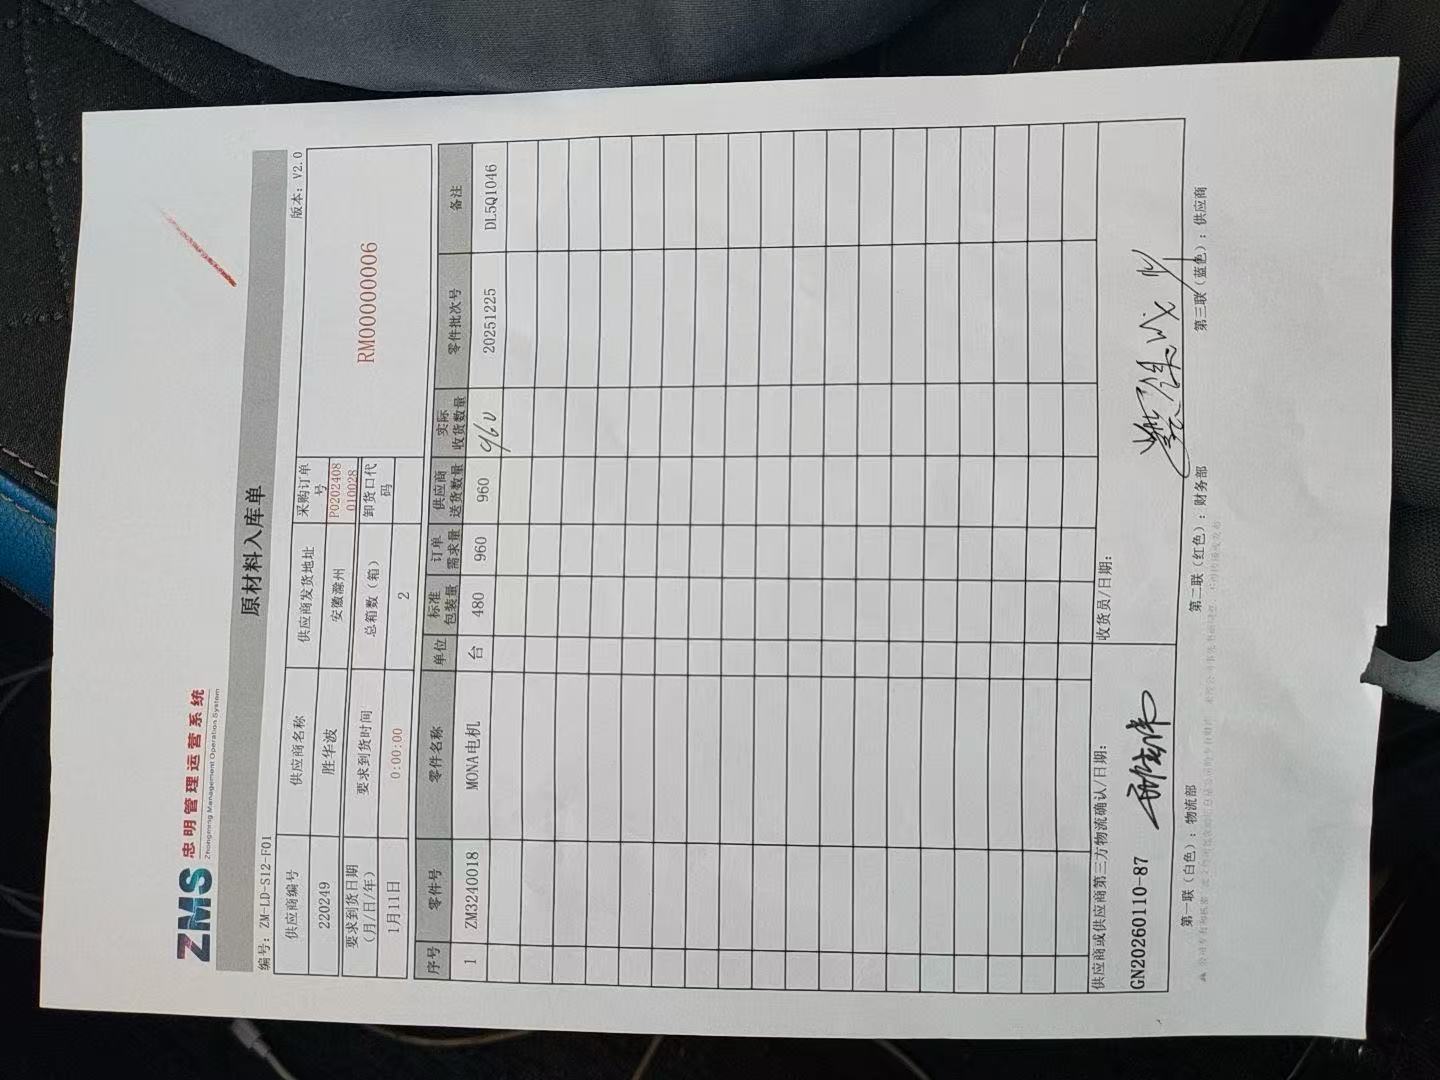 ZMS 忠明管理运营系统
Zhongming Management Operation System
原材料入库单
编号: ZM-LD-S12-F01 版本: V2.0
供应商编号 供应商名称 供应商发货地址 采购订单号 RM00000006
220249 胜华波 安徽滁州 PO202408010028
要求到货日期(月/日/年) 要求到货时间 总箱数(箱) 卸货口代码
1月11日 0:00:00 2
序号 零件号 零件名称 单位 标准包装量 订单需求量 供应商送货数量 实际收货数量 零件批次号 备注
1 ZM3240018 MONA电机 台 480 960 960 960 20251225 DL5Q1046
供应商或供应商第三方物流确认/日期: 收货员/日期:
GN20260110-87
第一联(白色): 物流部 第二联(红色): 财务部 第三联(蓝色): 供应商